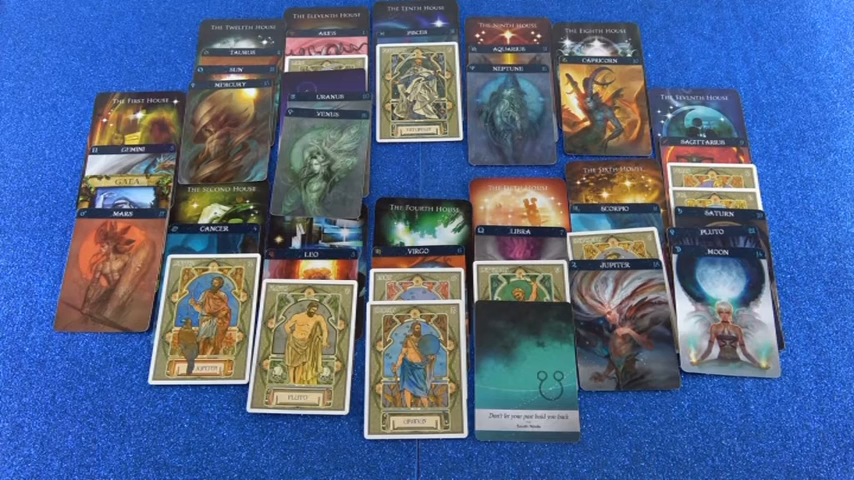 THE TWELFTH HOUSE
TAURUS
SUN
MERCURY
THE ELEVENTH HOUSE
ARIES
URANUS
VENUS
THE TENTH HOUSE
PISCES
THE NINTH HOUSE
AQUARIUS
NEPTUNE
THE EIGHTH HOUSE
CAPRICORN
THE FIRST HOUSE
GEMINI
GAEA
MARS
THE SECOND HOUSE
CANCER
JUPITER
LEO
PLUTO
THE FOURTH HOUSE
VIRGO
LIBRA
Don't let your past hold you back
South Node
THE SIXTH HOUSE
SCORPIO
JUPITER
THE SEVENTH HOUSE
SAGITTARIUS
SATURN
PLUTO
MOON